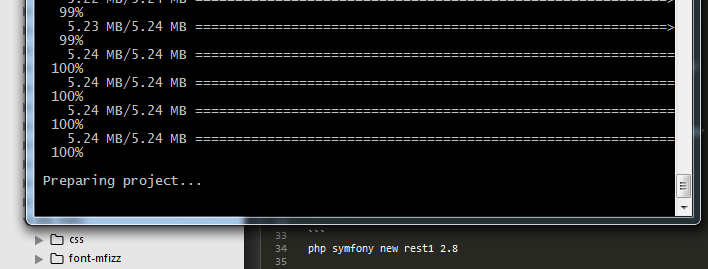 5.22 MB/5.24 MB ========================================================>
99%
5.23 MB/5.24 MB ========================================================>
99%
5.24 MB/5.24 MB =========================================================
100%
5.24 MB/5.24 MB =========================================================
100%
5.24 MB/5.24 MB =========================================================
100%
5.24 MB/5.24 MB =========================================================
100%
Preparing project...
33 ```
34 php symfony new rest1 2.8
35
css
font-mfizz